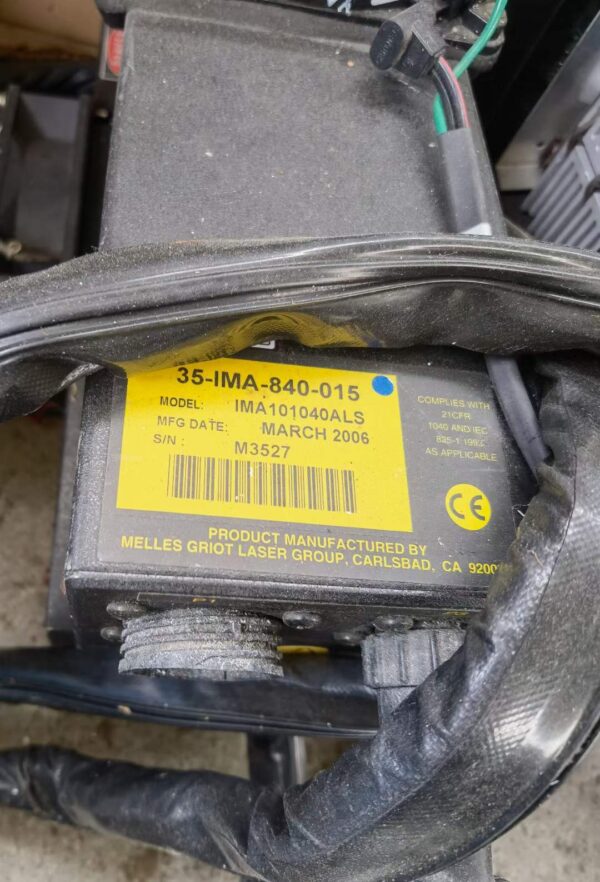 35-IMA-840-015
MODEL: IMA101040ALS
MFG DATE: MARCH 2006
S/N : M3527
COMPLIES WITH
21CFR
1040 AND IEC
825-1 1993
AS APPLICABLE
CE
PRODUCT MANUFACTURED BY
MELLES GRIOT LASER GROUP, CARLSBAD, CA 9200